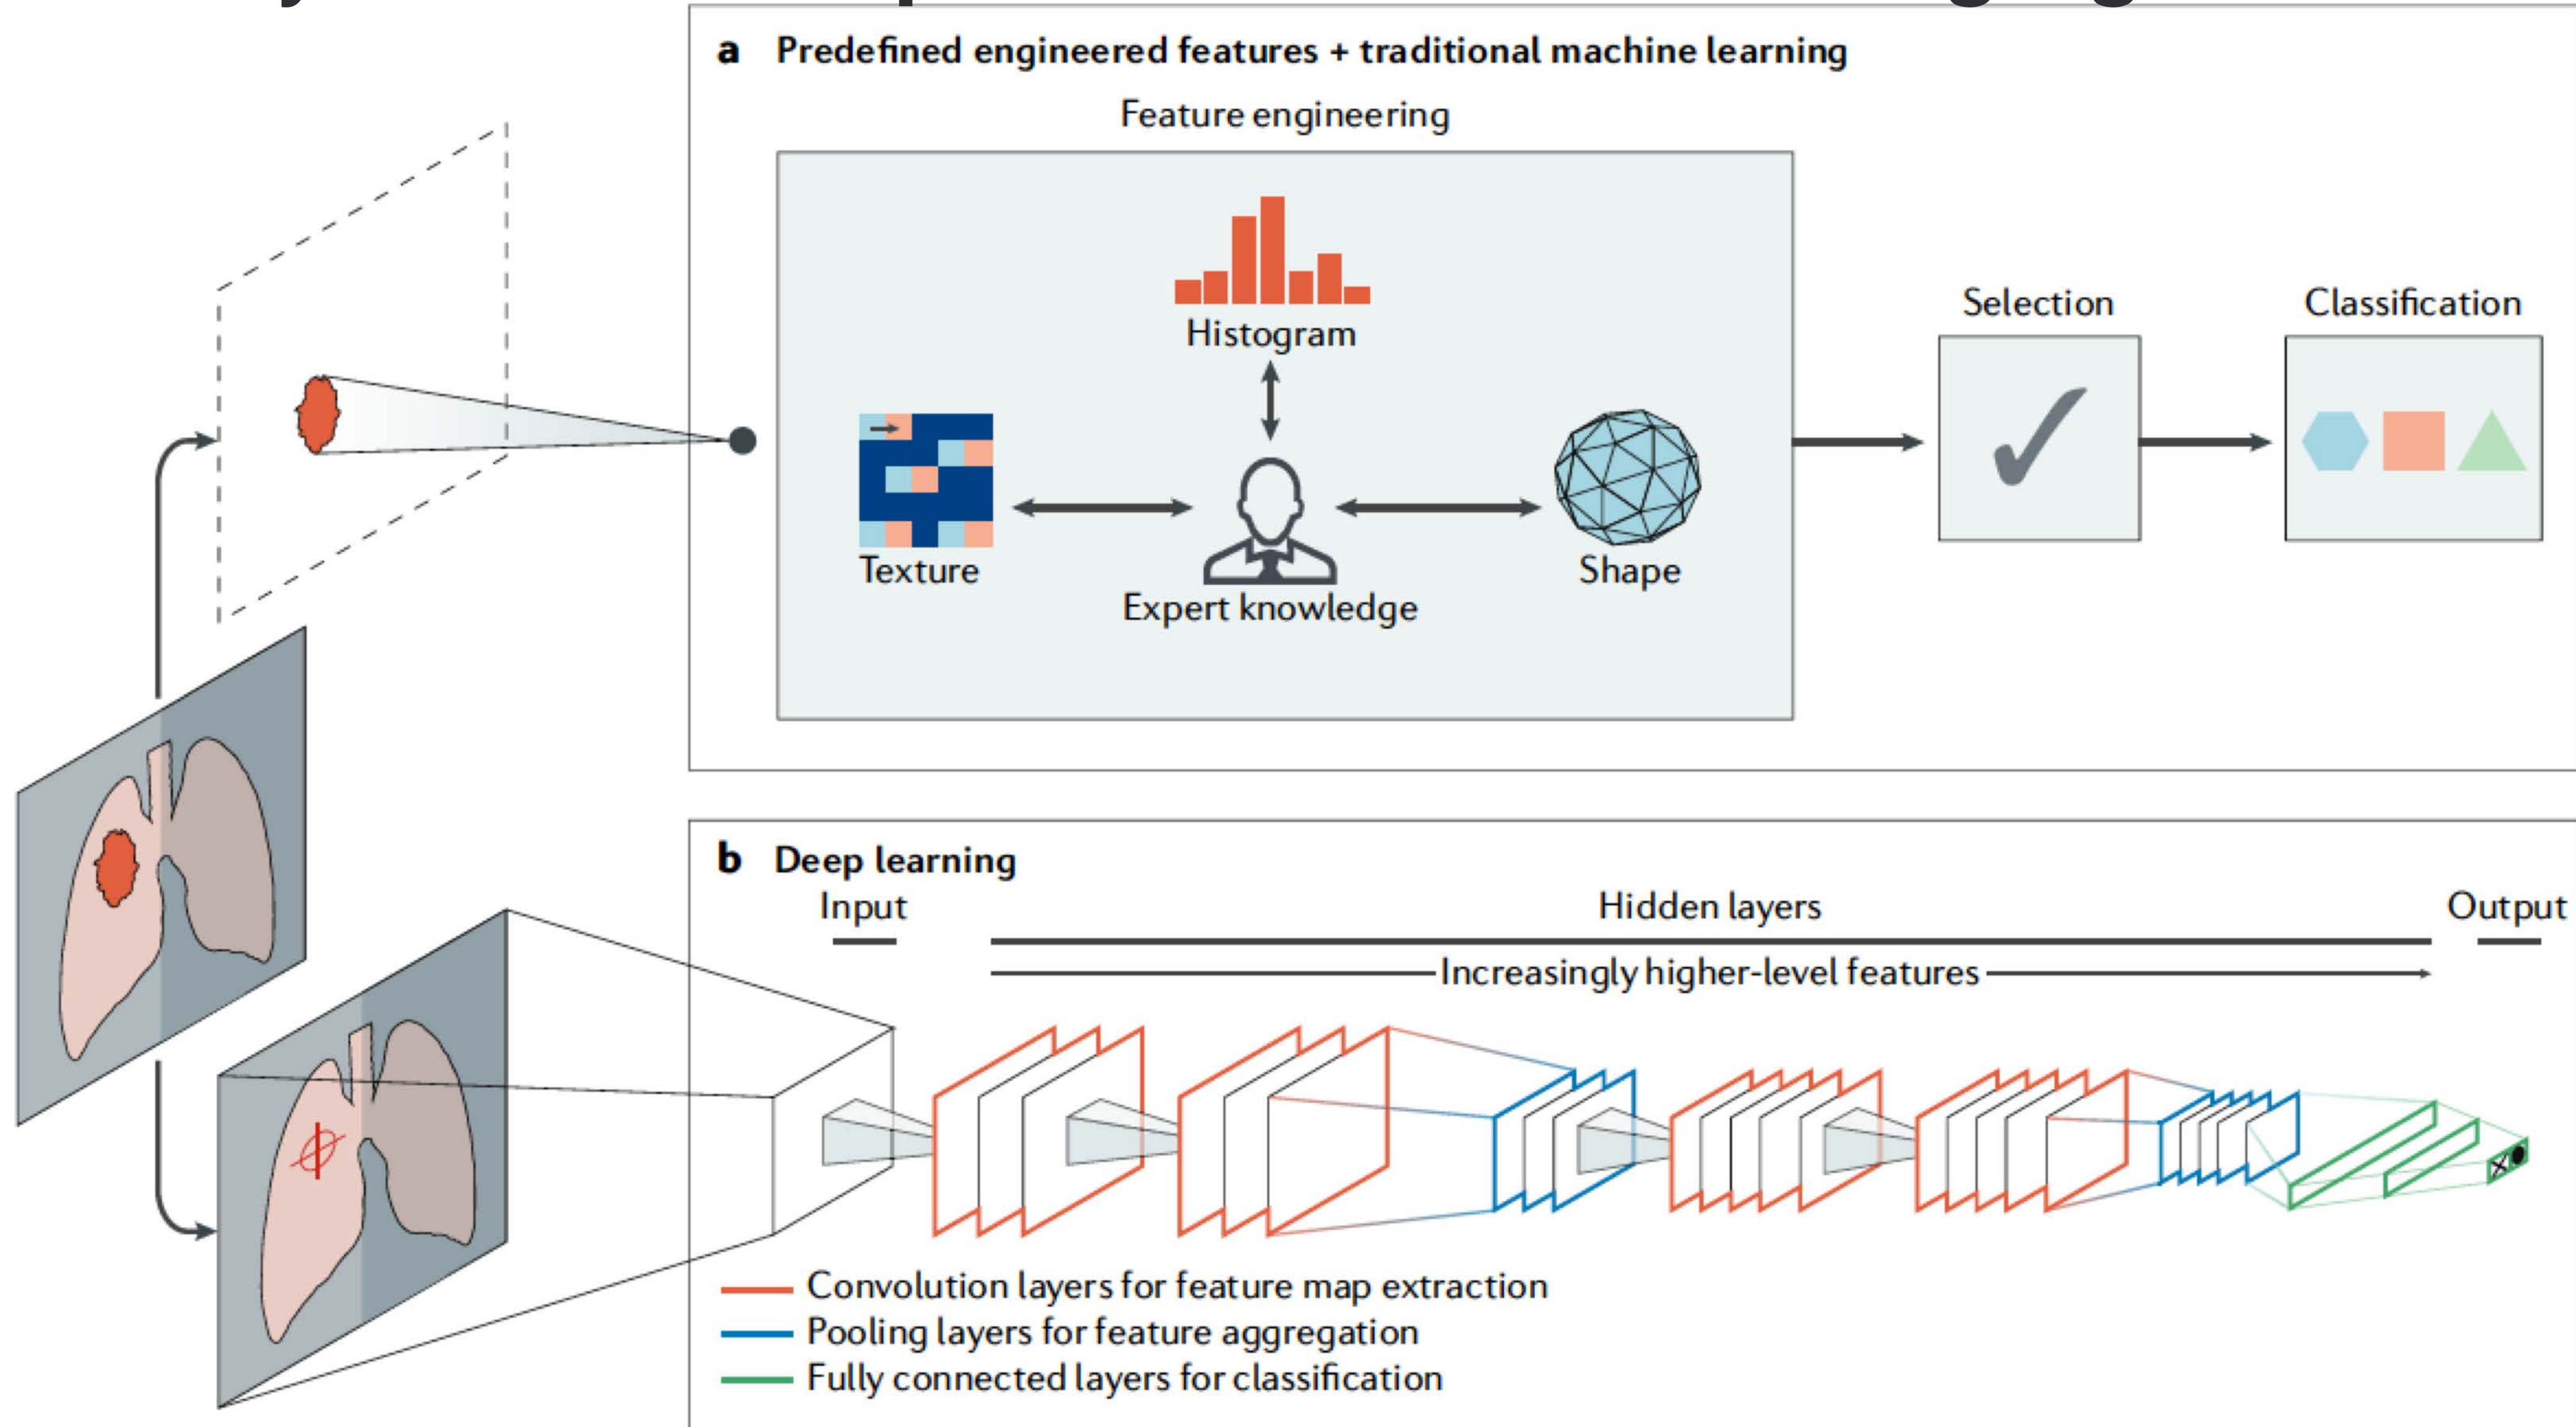 a Predefined engineered features + traditional machine learning
Feature engineering
Histogram
Texture
Expert knowledge
Shape
Selection
Classification
b Deep learning
Input
Hidden layers
Output
Increasingly higher-level features
Convolution layers for feature map extraction
Pooling layers for feature aggregation
Fully connected layers for classification